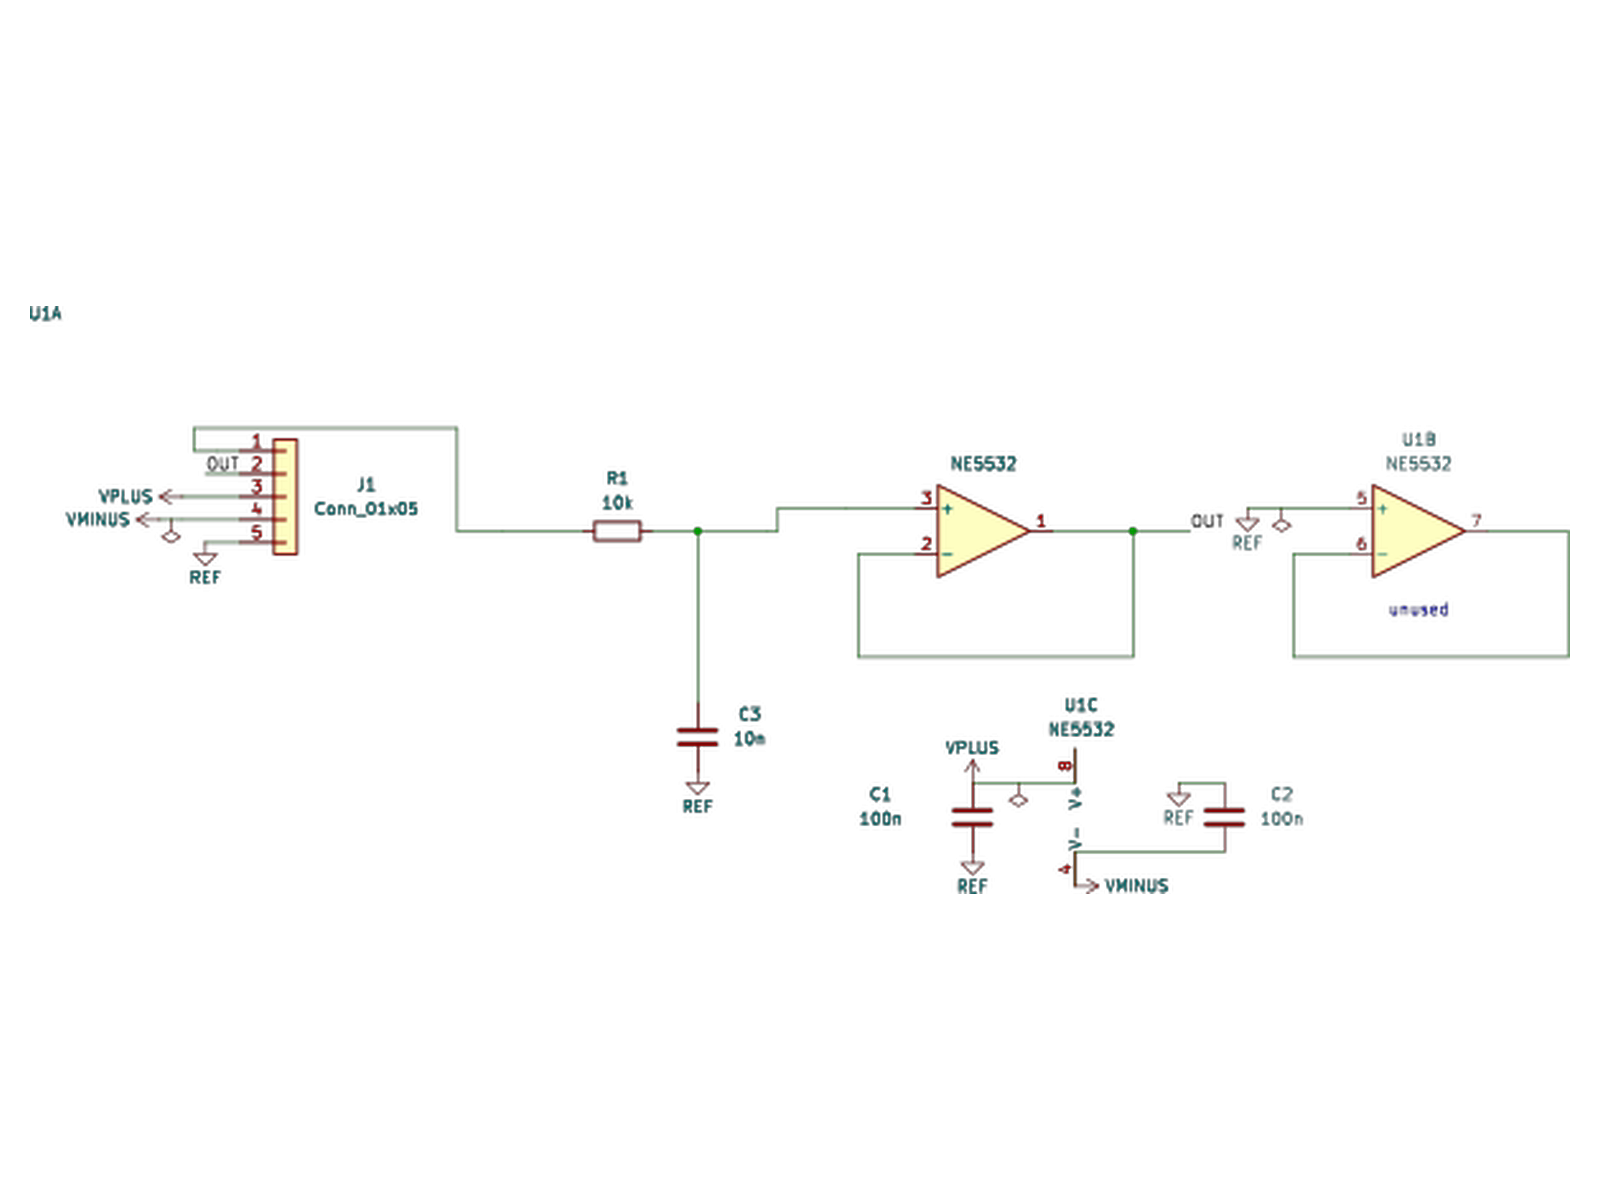 U1A
1
OUT 2
VPLUS 3
VMINUS 4
5
REF
J1
Conn_01x05
R1
10k
C3
10n
REF
NE5532
3
+
2
−
1
OUT
REF
U1B
NE5532
5
+
6
−
7
unused
U1C
NE5532
VPLUS
8
V+
V−
4
VMINUS
C1
100n
REF
REF
C2
100n